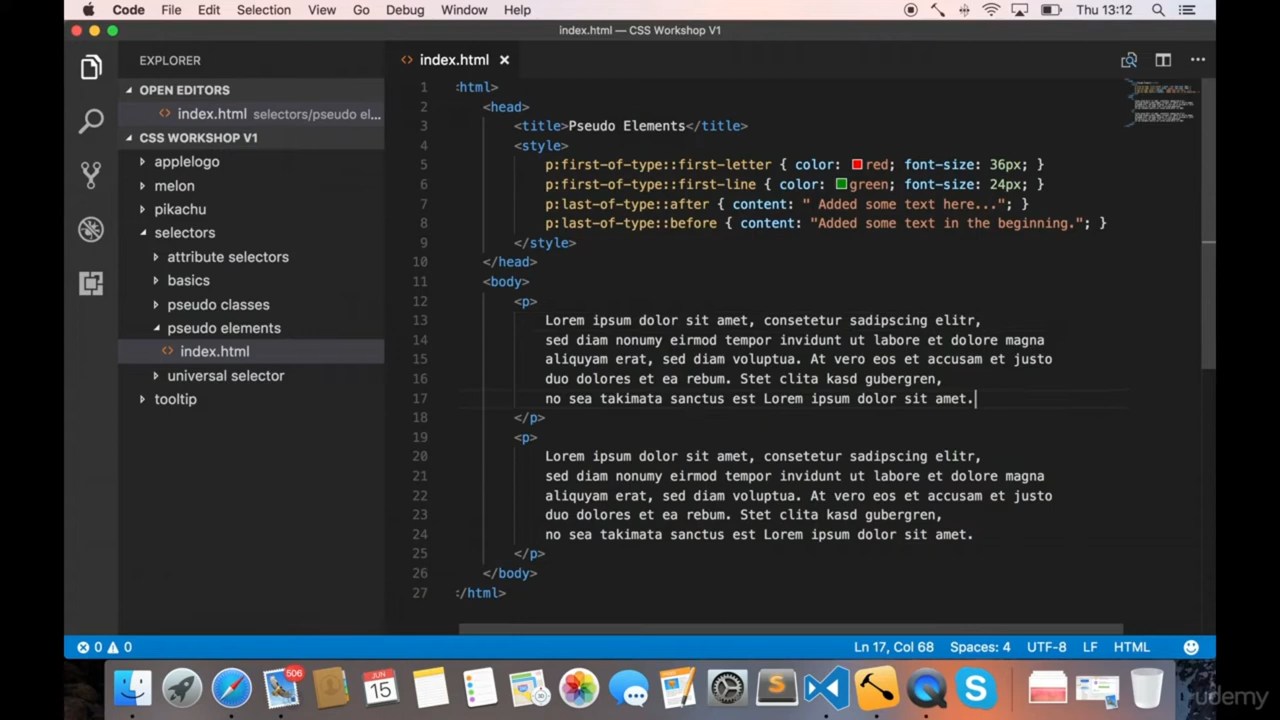 Code File Edit Selection View Go Debug Window Help Thu 13:12
index.html — CSS Workshop V1
EXPLORER
OPEN EDITORS
index.html selectors/pseudo el...
CSS WORKSHOP V1
applelogo
melon
pikachu
selectors
attribute selectors
basics
pseudo classes
pseudo elements
index.html
universal selector
tooltip
index.html
1 html>
2 <head>
3 <title>Pseudo Elements</title>
4 <style>
5 p:first-of-type::first-letter { color: red; font-size: 36px; }
6 p:first-of-type::first-line { color: green; font-size: 24px; }
7 p:last-of-type::after { content: " Added some text here..."; }
8 p:last-of-type::before { content: "Added some text in the beginning."; }
9 </style>
10 </head>
11 <body>
12 <p>
13 Lorem ipsum dolor sit amet, consetetur sadipscing elitr,
14 sed diam nonumy eirmod tempor invidunt ut labore et dolore magna
15 aliquyam erat, sed diam voluptua. At vero eos et accusam et justo
16 duo dolores et ea rebum. Stet clita kasd gubergren,
17 no sea takimata sanctus est Lorem ipsum dolor sit amet.
18 </p>
19 <p>
20 Lorem ipsum dolor sit amet, consetetur sadipscing elitr,
21 sed diam nonumy eirmod tempor invidunt ut labore et dolore magna
22 aliquyam erat, sed diam voluptua. At vero eos et accusam et justo
23 duo dolores et ea rebum. Stet clita kasd gubergren,
24 no sea takimata sanctus est Lorem ipsum dolor sit amet.
25 </p>
26 </body>
27 /html>
0 0 Ln 17, Col 68 Spaces: 4 UTF-8 LF HTML
506
JUN
15
udemy